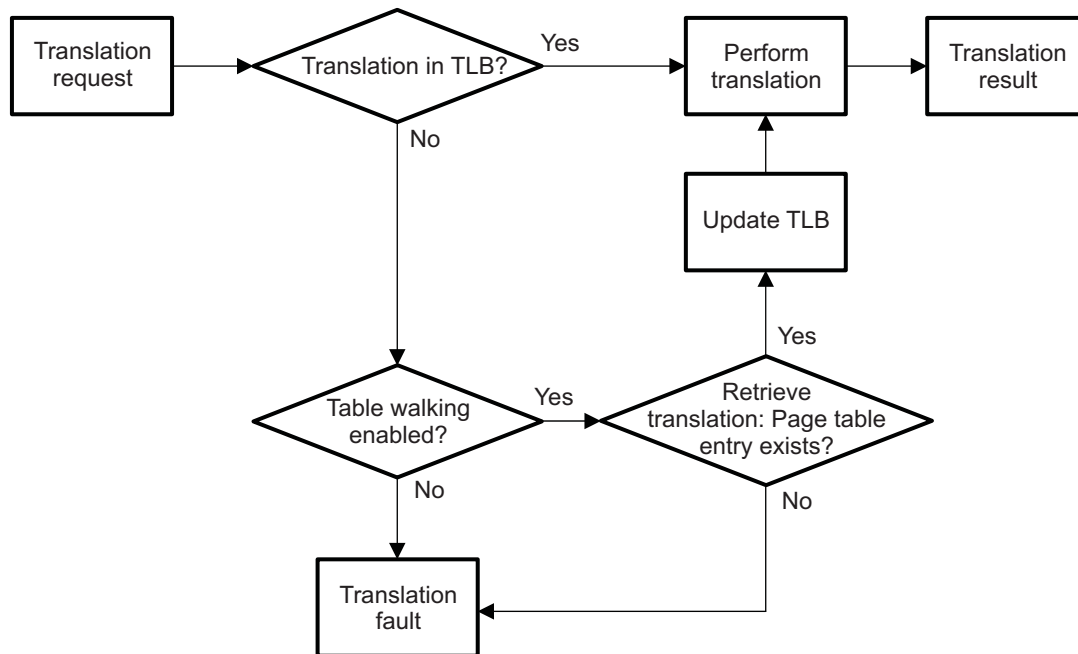 Translation
request
Translation in TLB?
Yes
Perform
translation
Translation
result
No
Update TLB
Yes
Table walking
enabled?
Yes
Retrieve
translation: Page table
entry exists?
No
No
Translation
fault